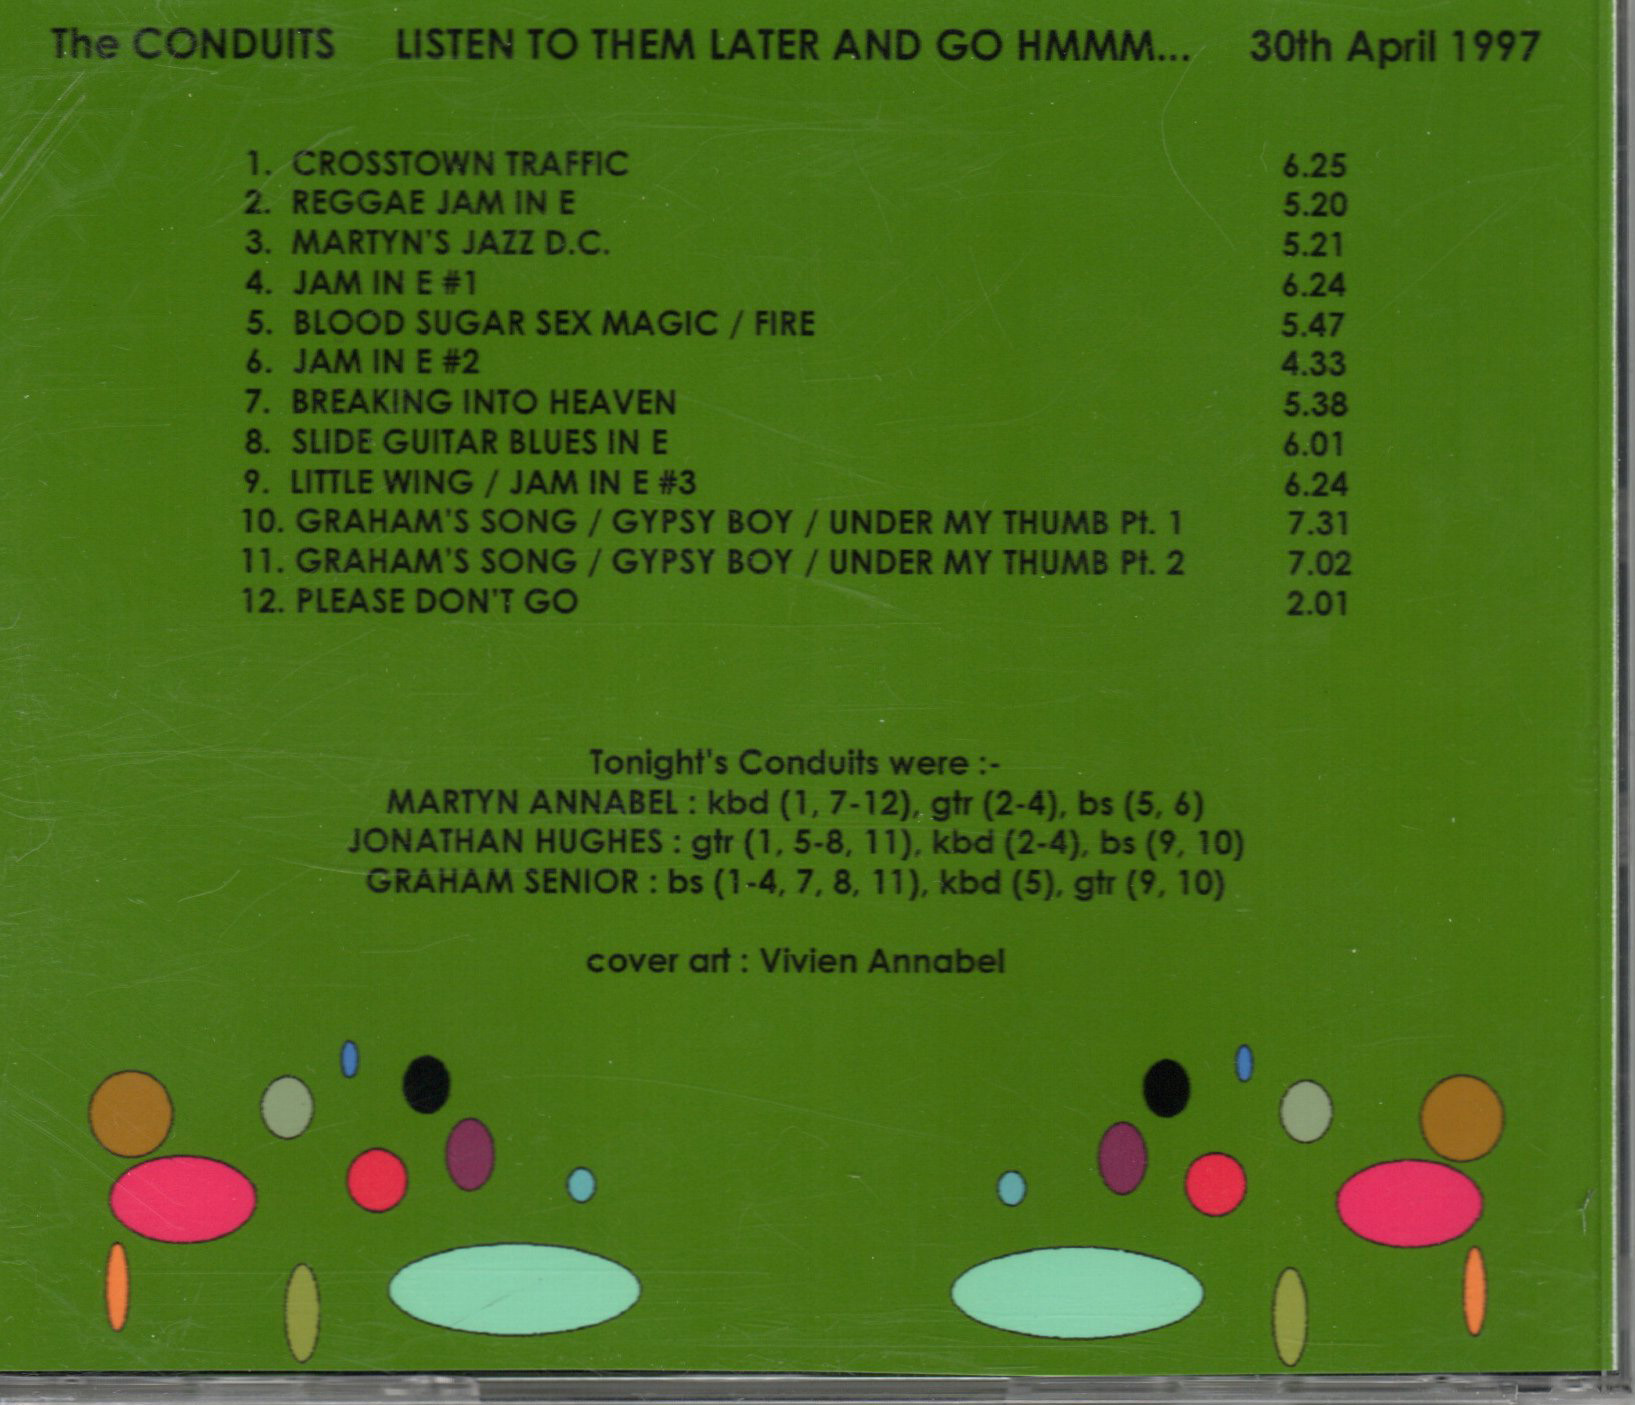 The CONDUITS LISTEN TO THEM LATER AND GO HMMM... 30th April 1997
1. CROSSTOWN TRAFFIC 6.25
2. REGGAE JAM IN E 5.20
3. MARTYN'S JAZZ D.C. 5.21
4. JAM IN E #1 6.24
5. BLOOD SUGAR SEX MAGIC / FIRE 5.47
6. JAM IN E #2 4.33
7. BREAKING INTO HEAVEN 5.38
8. SLIDE GUITAR BLUES IN E 6.01
9. LITTLE WING / JAM IN E #3 6.24
10. GRAHAM'S SONG / GYPSY BOY / UNDER MY THUMB Pt. 1 7.31
11. GRAHAM'S SONG / GYPSY BOY / UNDER MY THUMB Pt. 2 7.02
12. PLEASE DON'T GO 2.01
Tonight's Conduits were :-
MARTYN ANNABEL : kbd (1, 7-12), gtr (2-4), bs (5, 6)
JONATHAN HUGHES : gtr (1, 5-8, 11), kbd (2-4), bs (9, 10)
GRAHAM SENIOR : bs (1-4, 7, 8, 11), kbd (5), gtr (9, 10)
cover art : Vivien Annabel